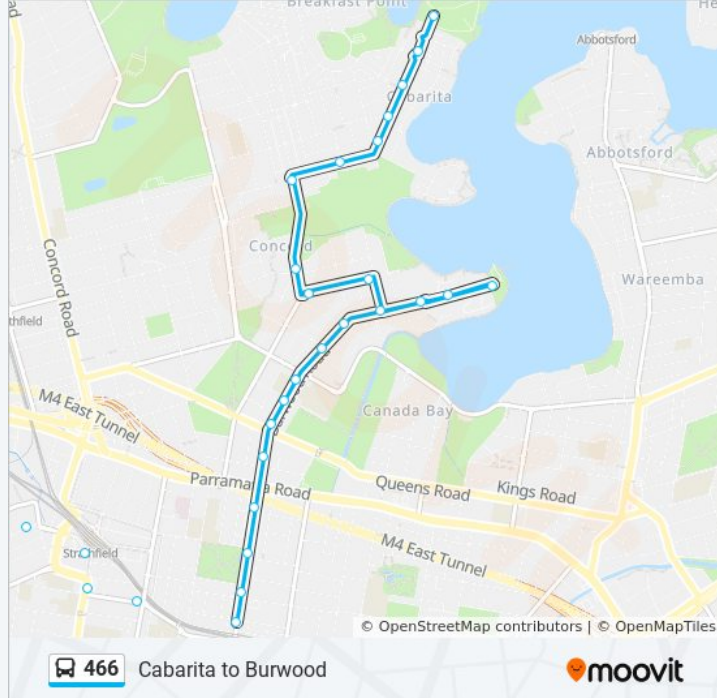 Breakfast Point
Cabarita
Abbotsford
Abbotsford
Concord
Concord Road
Wareemba
thfield
M4 East Tunnel
Canada Bay
Parramatta Road
Queens Road
Kings Road
M4 East Tunnel
Strathfield
© OpenStreetMap contributors | © OpenMapTiles
466 Cabarita to Burwood
moovit